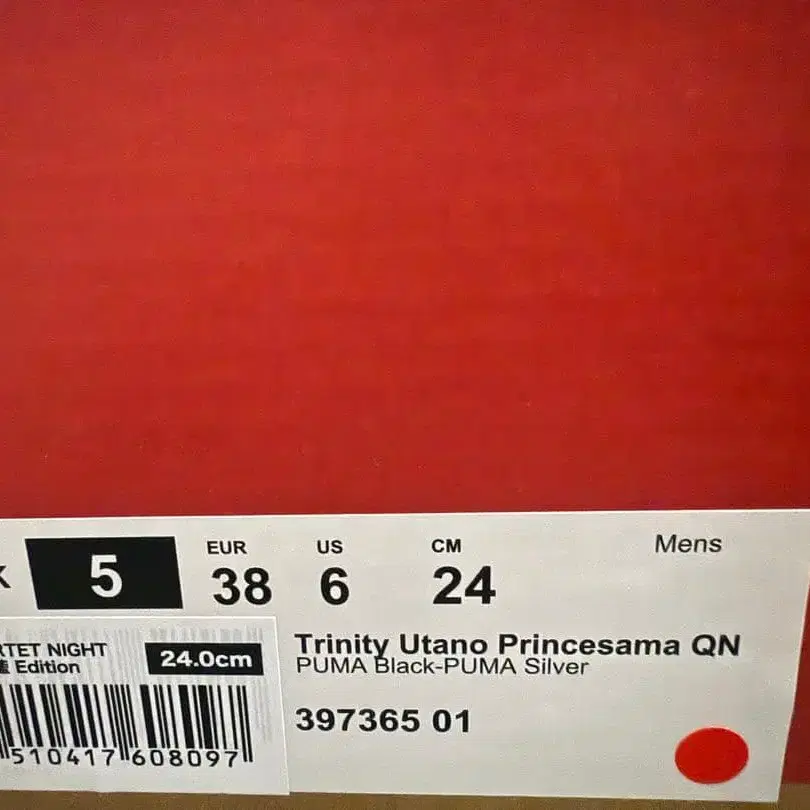 5
EUR
38
US
6
CM
24
Mens
RTET NIGHT
Edition
24.0cm
510417 608097
Trinity Utano Princesama QN
PUMA Black-PUMA Silver
397365 01